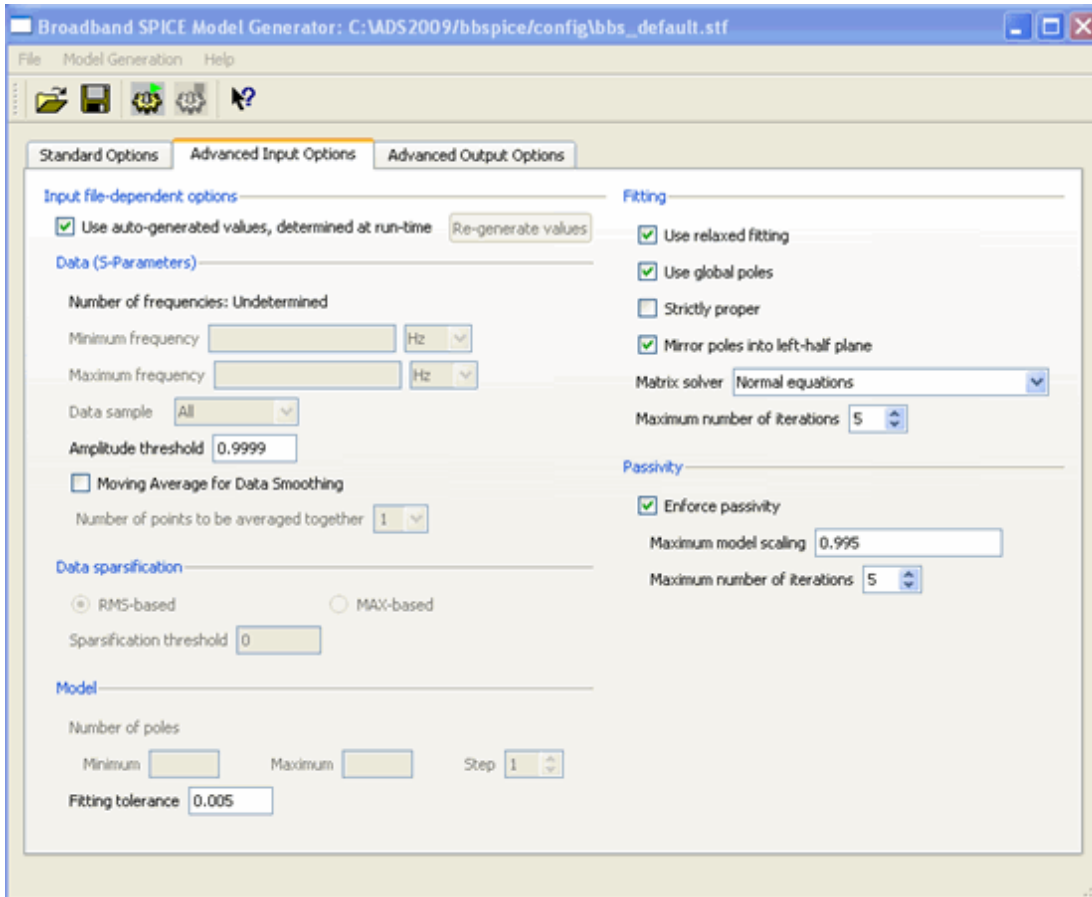 Broadband SPICE Model Generator: C:\ADS2009/bbspice/config\bbs_default.stf
File Model Generation Help
Standard Options Advanced Input Options Advanced Output Options
Input file-dependent options
Use auto-generated values, determined at run-time Re-generate values
Data (S-Parameters)
Number of frequencies: Undetermined
Minimum frequency Hz
Maximum frequency Hz
Data sample All
Amplitude threshold 0.9999
Moving Average for Data Smoothing
Number of points to be averaged together 1
Data sparsification
RMS-based MAX-based
Sparsification threshold 0
Model
Number of poles
Minimum Maximum Step 1
Fitting tolerance 0.005
Fitting
Use relaxed fitting
Use global poles
Strictly proper
Mirror poles into left-half plane
Matrix solver Normal equations
Maximum number of iterations 5
Passivity
Enforce passivity
Maximum model scaling 0.995
Maximum number of iterations 5